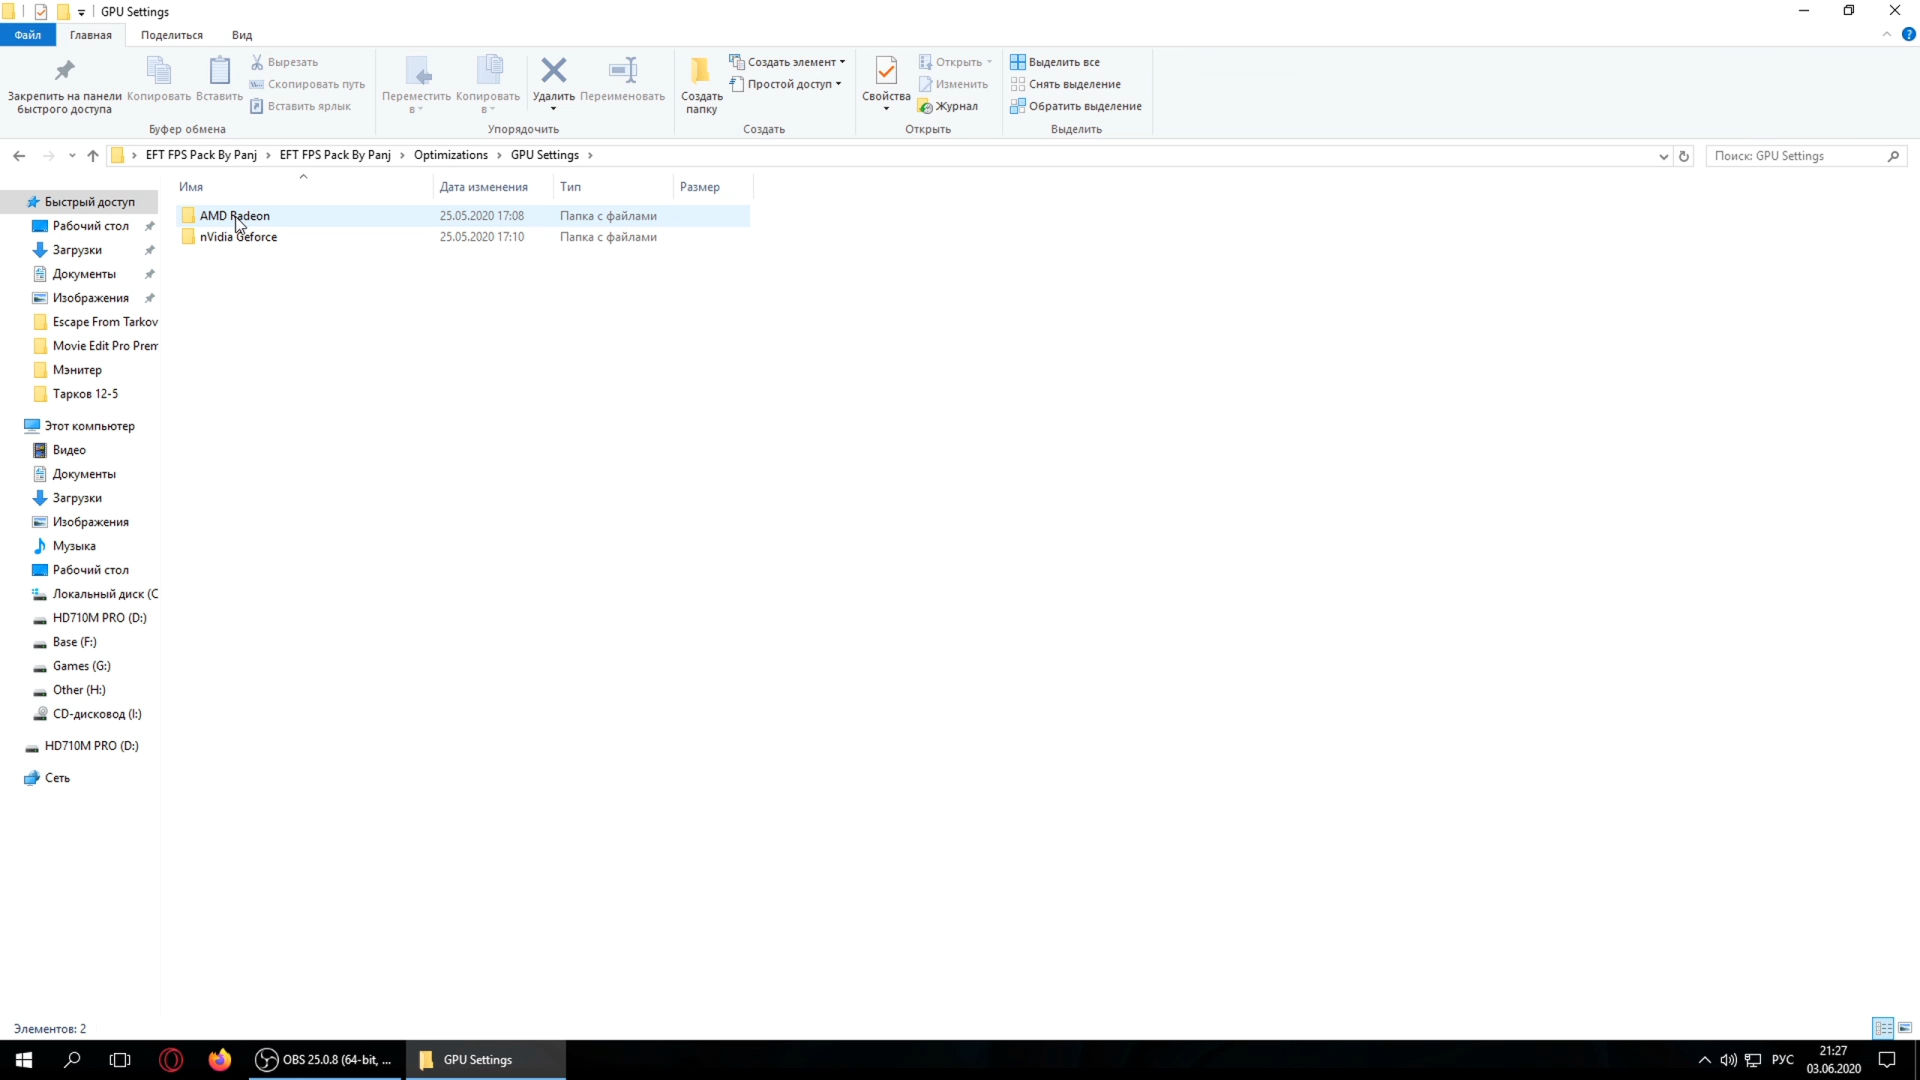 GPU Settings
Файл Главная Поделиться Вид
Закрепить на панели быстрого доступа
Копировать
Вставить
Вырезать
Скопировать путь
Вставить ярлык
Буфер обмена
Переместить в
Копировать в
Удалить
Переименовать
Упорядочить
Создать папку
Создать элемент
Простой доступ
Создать
Свойства
Открыть
Изменить
Журнал
Открыть
Выделить все
Снять выделение
Обратить выделение
Выделить
EFT FPS Pack By Panj > EFT FPS Pack By Panj > Optimizations > GPU Settings >
Поиск: GPU Settings
Имя Дата изменения Тип Размер
AMD Radeon 25.05.2020 17:08 Папка с файлами
nVidia Geforce 25.05.2020 17:10 Папка с файлами
Быстрый доступ
Рабочий стол
Загрузки
Документы
Изображения
Escape From Tarkov
Movie Edit Pro Prem
Мэнитер
Тарков 12-5
Этот компьютер
Видео
Документы
Загрузки
Изображения
Музыка
Рабочий стол
Локальный диск (C
HD710M PRO (D:)
Base (F:)
Games (G:)
Other (H:)
CD-дисковод (I:)
HD710M PRO (D:)
Сеть
Элементов: 2
OBS 25.0.8 (64-bit, ...
GPU Settings
РУС
21:27
03.06.2020